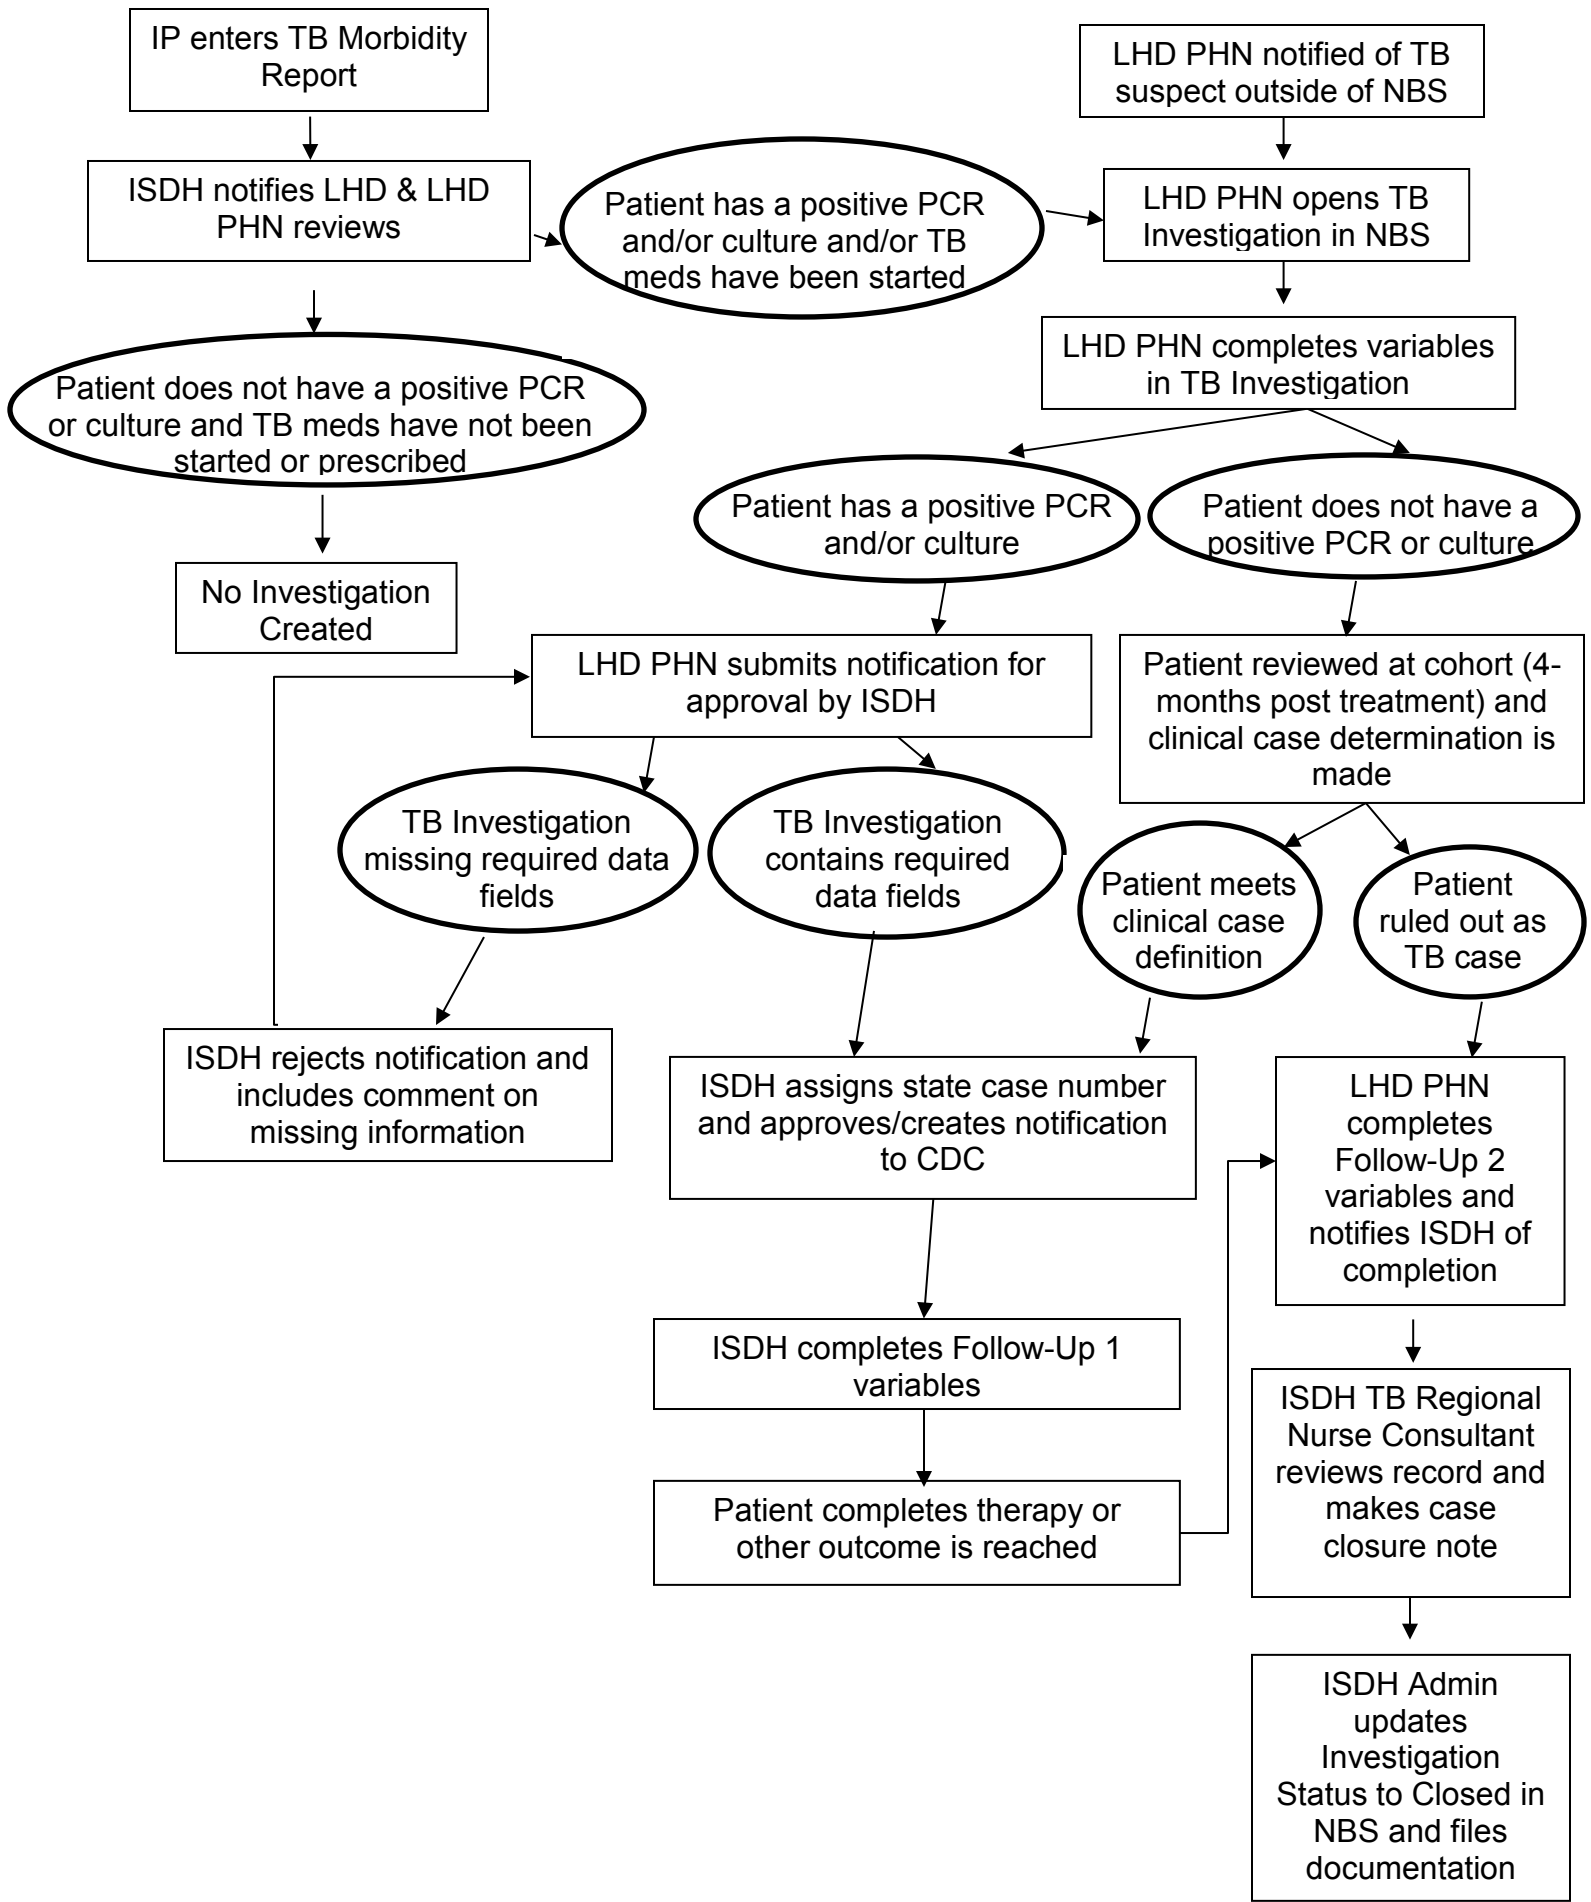 IP enters TB Morbidity
Report
LHD PHN notified of TB
suspect outside of NBS
ISDH notifies LHD & LHD
PHN reviews
Patient has a positive PCR
and/or culture and/or TB
meds have been started
LHD PHN opens TB
Investigation in NBS
LHD PHN completes variables
in TB Investigation
Patient does not have a positive PCR
or culture and TB meds have not been
started or prescribed
Patient has a positive PCR
and/or culture
Patient does not have a
positive PCR or culture
No Investigation
Created
LHD PHN submits notification for
approval by ISDH
Patient reviewed at cohort (4-
months post treatment) and
clinical case determination is
made
TB Investigation
missing required data
fields
TB Investigation
contains required
data fields
Patient meets
clinical case
definition
Patient
ruled out as
TB case
ISDH rejects notification and
includes comment on
missing information
ISDH assigns state case number
and approves/creates notification
to CDC
LHD PHN
completes
Follow-Up 2
variables and
notifies ISDH of
completion
ISDH completes Follow-Up 1
variables
Patient completes therapy or
other outcome is reached
ISDH TB Regional
Nurse Consultant
reviews record and
makes case
closure note
ISDH Admin
updates
Investigation
Status to Closed in
NBS and files
documentation